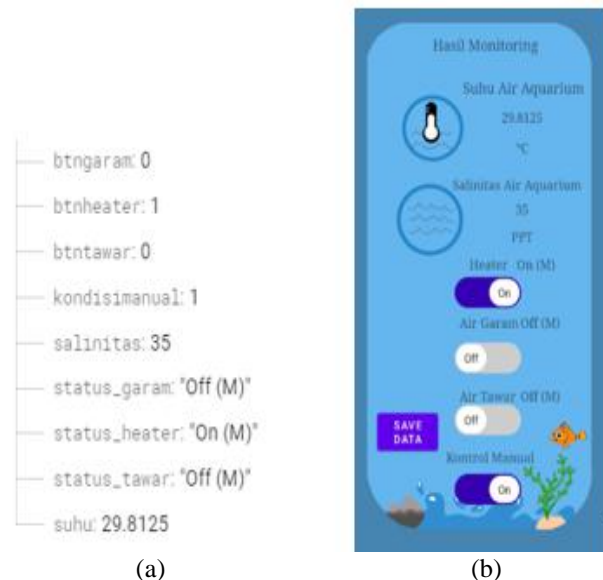 btngaram: 0
btnheater: 1
btntawar: 0
kondisimanual: 1
salinitas: 35
status_garam: "Off (M)"
status_heater: "On (M)"
status_tawar: "Off (M)"
suhu: 29.8125
(a)
Hasil Monitoring
Suhu Air Aquarium
29.8125
°C
Salinitas Air Aquarium
35
PPT
Heater On (M)
On
Air Garam Off (M)
Off
Air Tawar Off (M)
Off
SAVE
DATA
Kontrol Manual
On
(b)